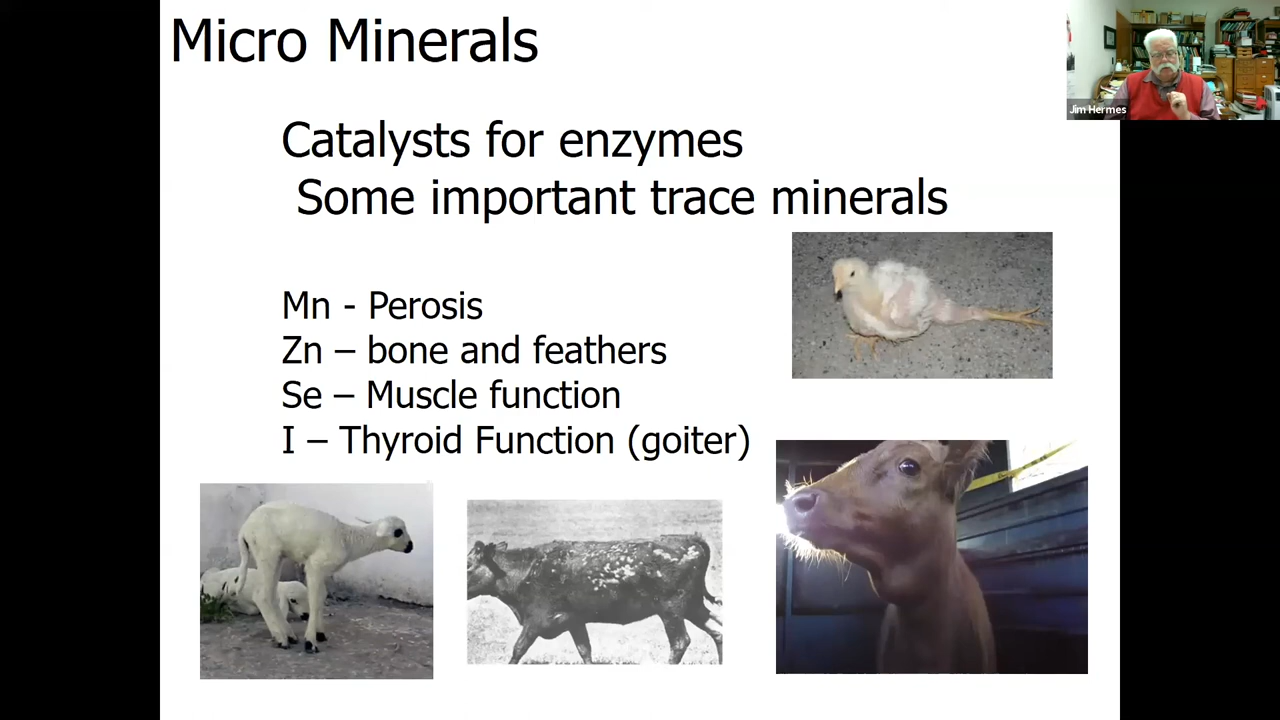 Micro Minerals
Jim Hermes
Catalysts for enzymes
Some important trace minerals
Mn - Perosis
Zn – bone and feathers
Se – Muscle function
I – Thyroid Function (goiter)